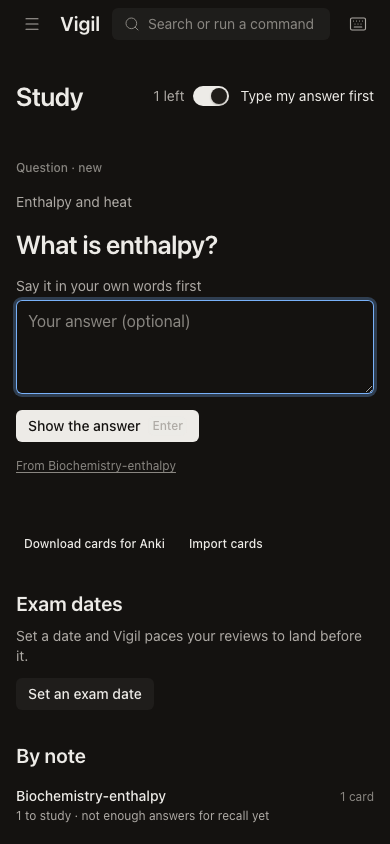 Vigil
Search or run a command
Study
1 left
Type my answer first
Question · new
Enthalpy and heat
What is enthalpy?
Say it in your own words first
Your answer (optional)
Show the answer Enter
From Biochemistry-enthalpy
Download cards for Anki
Import cards
Exam dates
Set a date and Vigil paces your reviews to land before
it.
Set an exam date
By note
Biochemistry-enthalpy
1 card
1 to study · not enough answers for recall yet